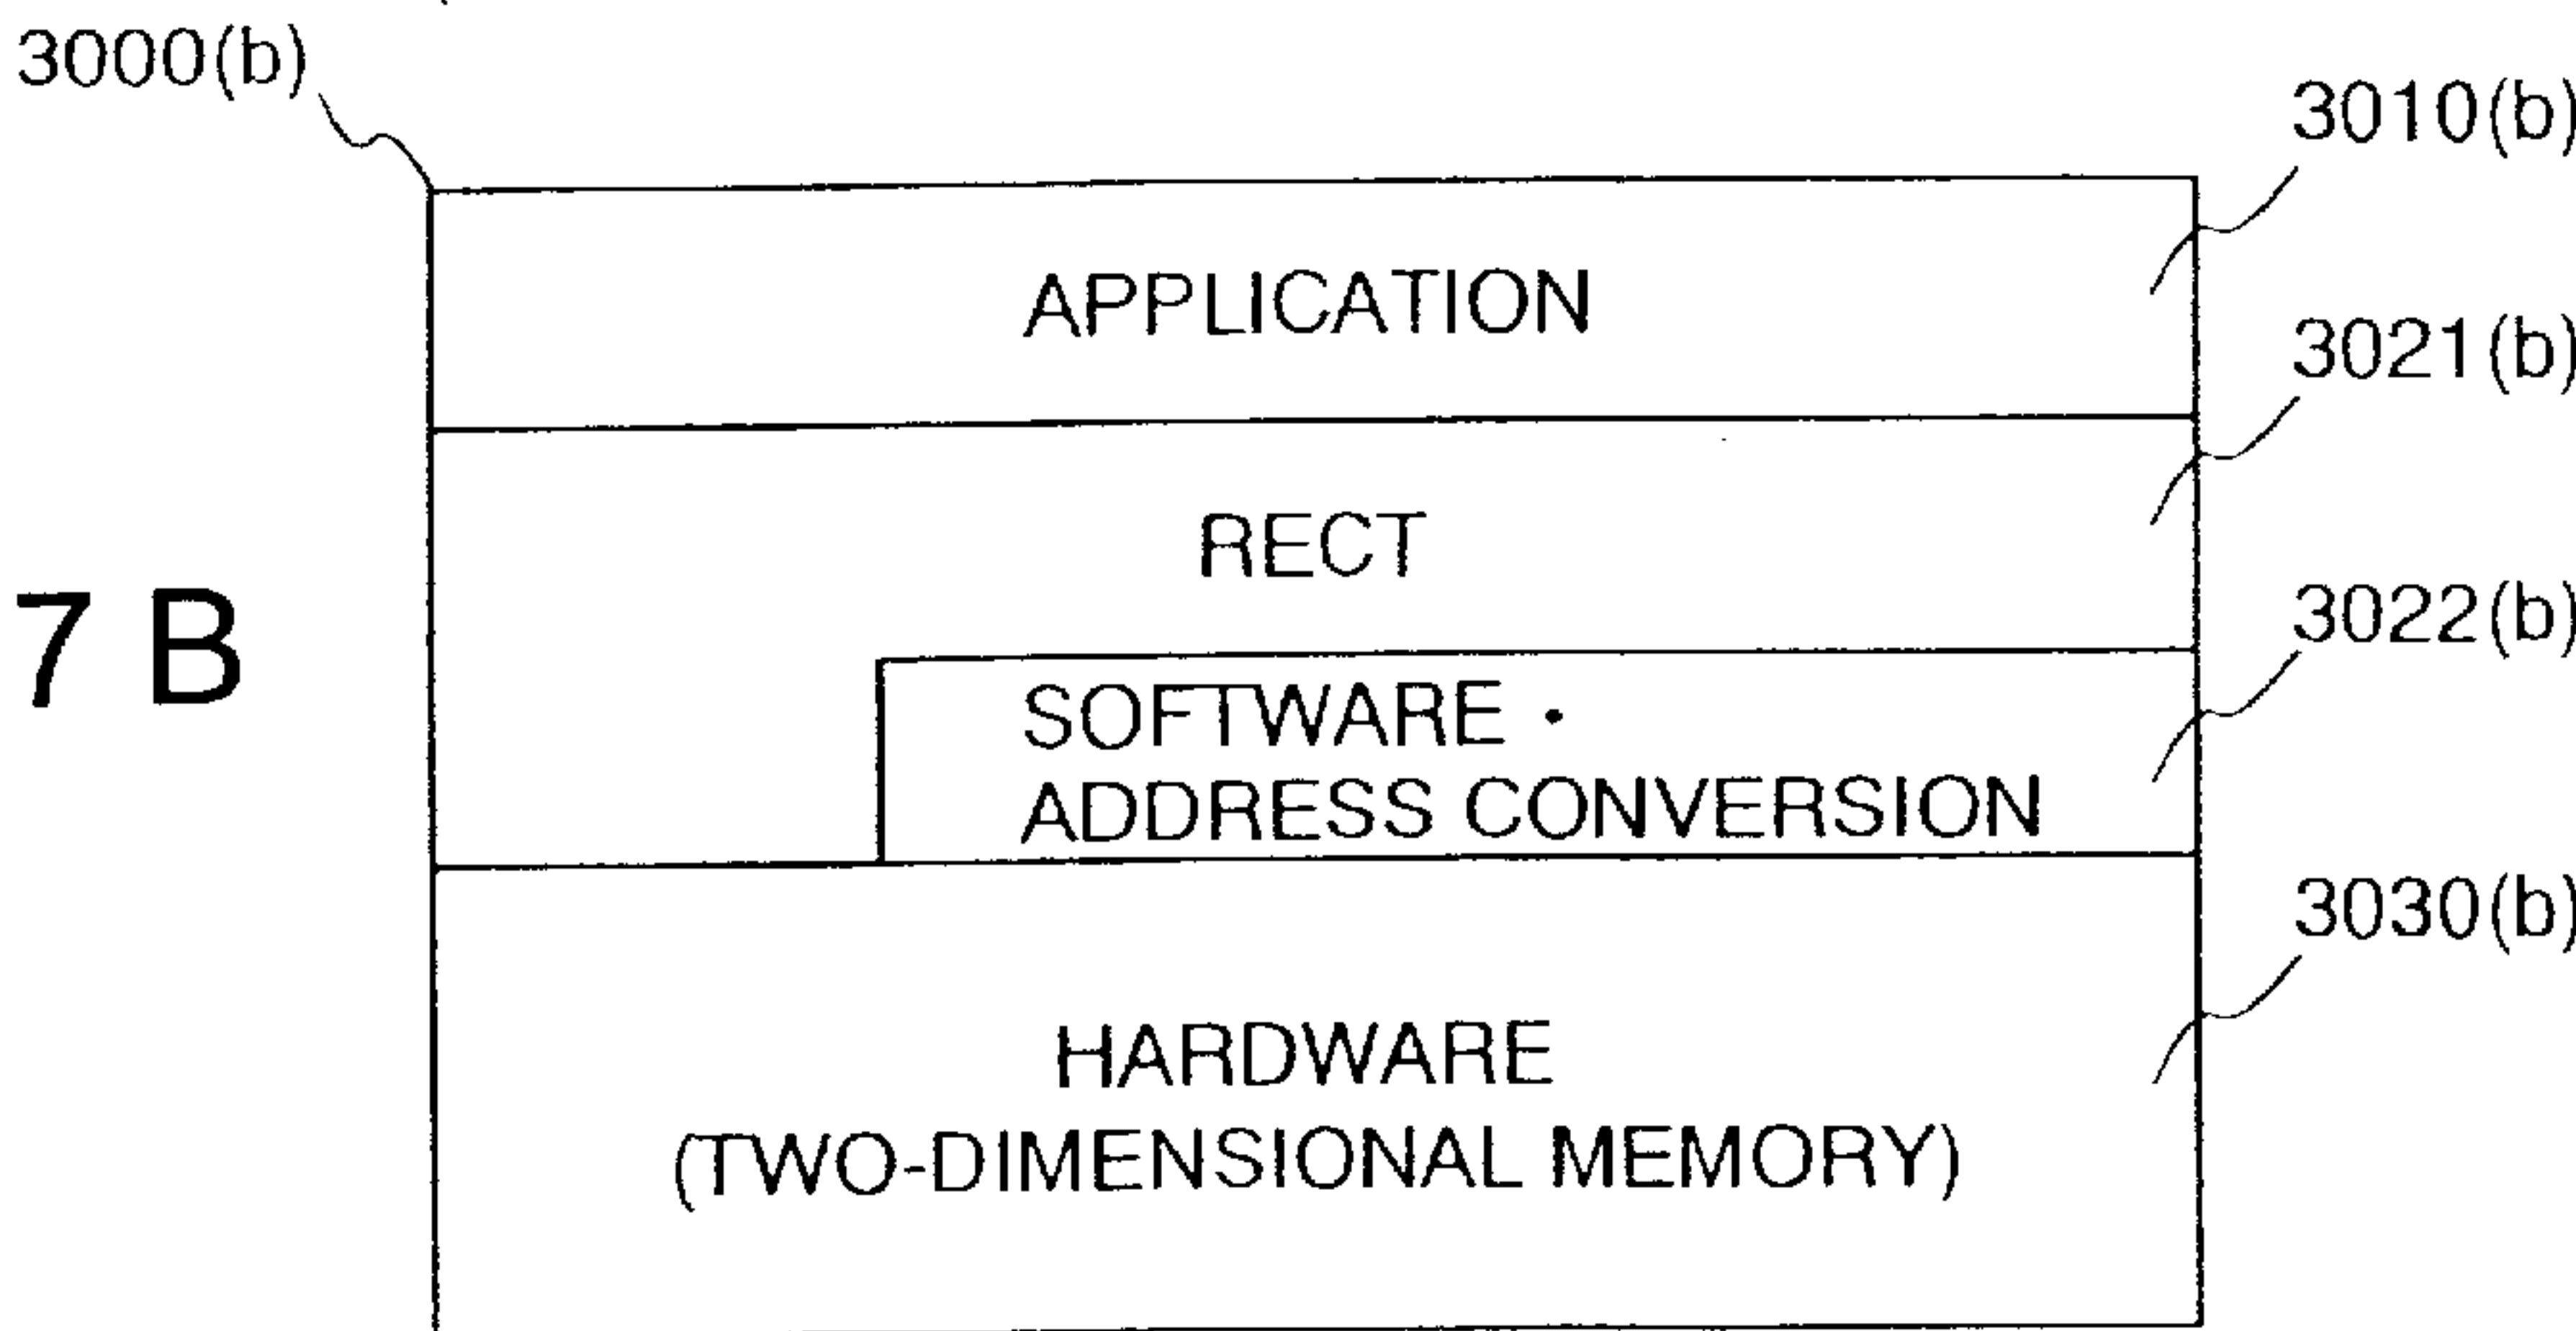 3000(b)
3010(b)
APPLICATION
3021(b)
RECT
3022(b)
7 B
SOFTWARE ·
ADDRESS CONVERSION
3030(b)
HARDWARE
(TWO-DIMENSIONAL MEMORY)